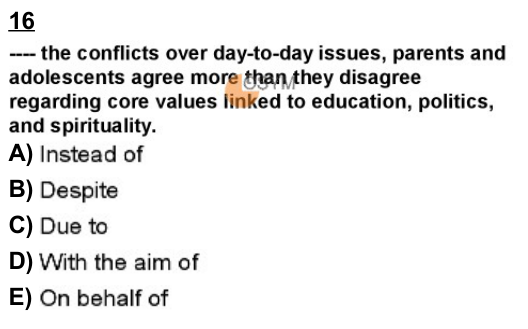 16
---- the conflicts over day-to-day issues, parents and
adolescents agree more than they disagree
regarding core values linked to education, politics,
and spirituality.
A) Instead of
B) Despite
C) Due to
D) With the aim of
E) On behalf of